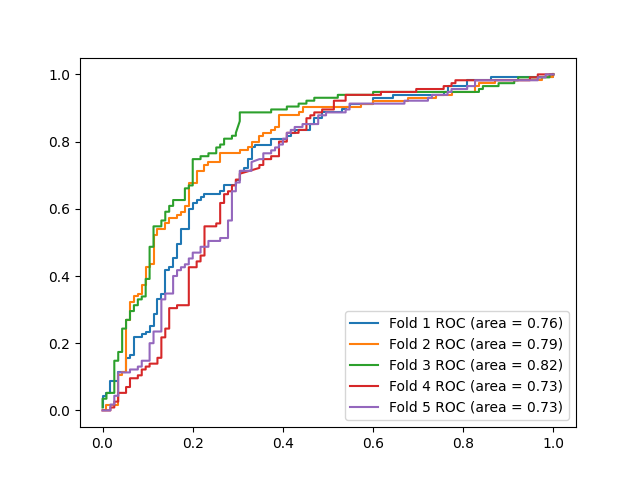 1.0
0.8
0.6
0.4
0.2
0.0
Fold 1 ROC (area = 0.76)
Fold 2 ROC (area = 0.79)
Fold 3 ROC (area = 0.82)
Fold 4 ROC (area = 0.73)
Fold 5 ROC (area = 0.73)
0.0 0.2 0.4 0.6 0.8 1.0